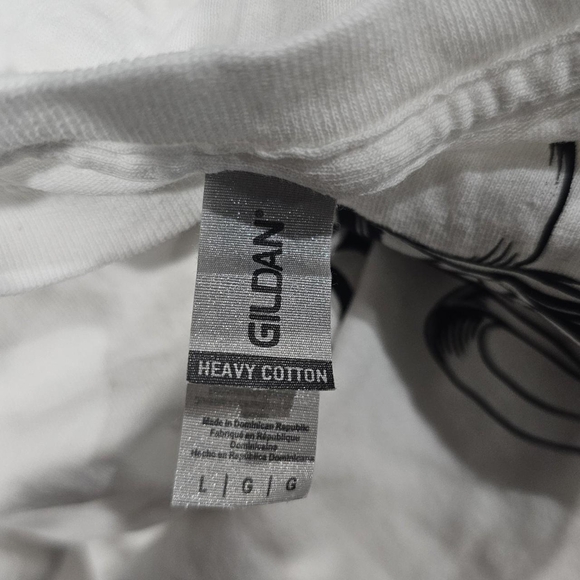 GILDAN®
HEAVY COTTON
Made in Dominican Republic
Fabriqué en République
Dominicaine
Hecho en República Dominicana
L | G | G